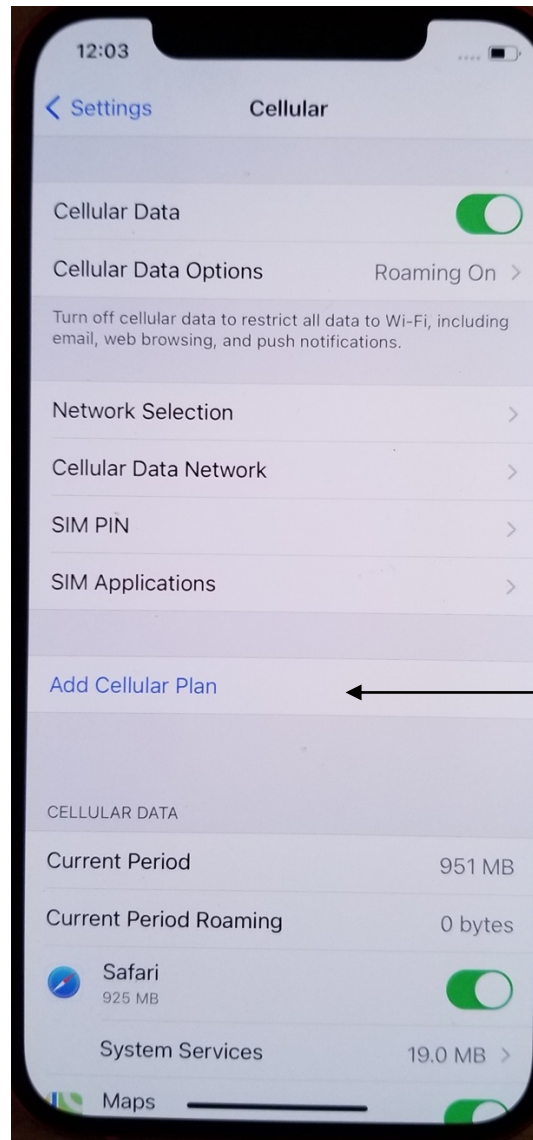 12:03
Settings
Cellular
Cellular Data
Cellular Data Options Roaming On
Turn off cellular data to restrict all data to Wi-Fi, including
email, web browsing, and push notifications.
Network Selection
Cellular Data Network
SIM PIN
SIM Applications
Add Cellular Plan
CELLULAR DATA
Current Period 951 MB
Current Period Roaming 0 bytes
Safari
925 MB
System Services 19.0 MB
Maps